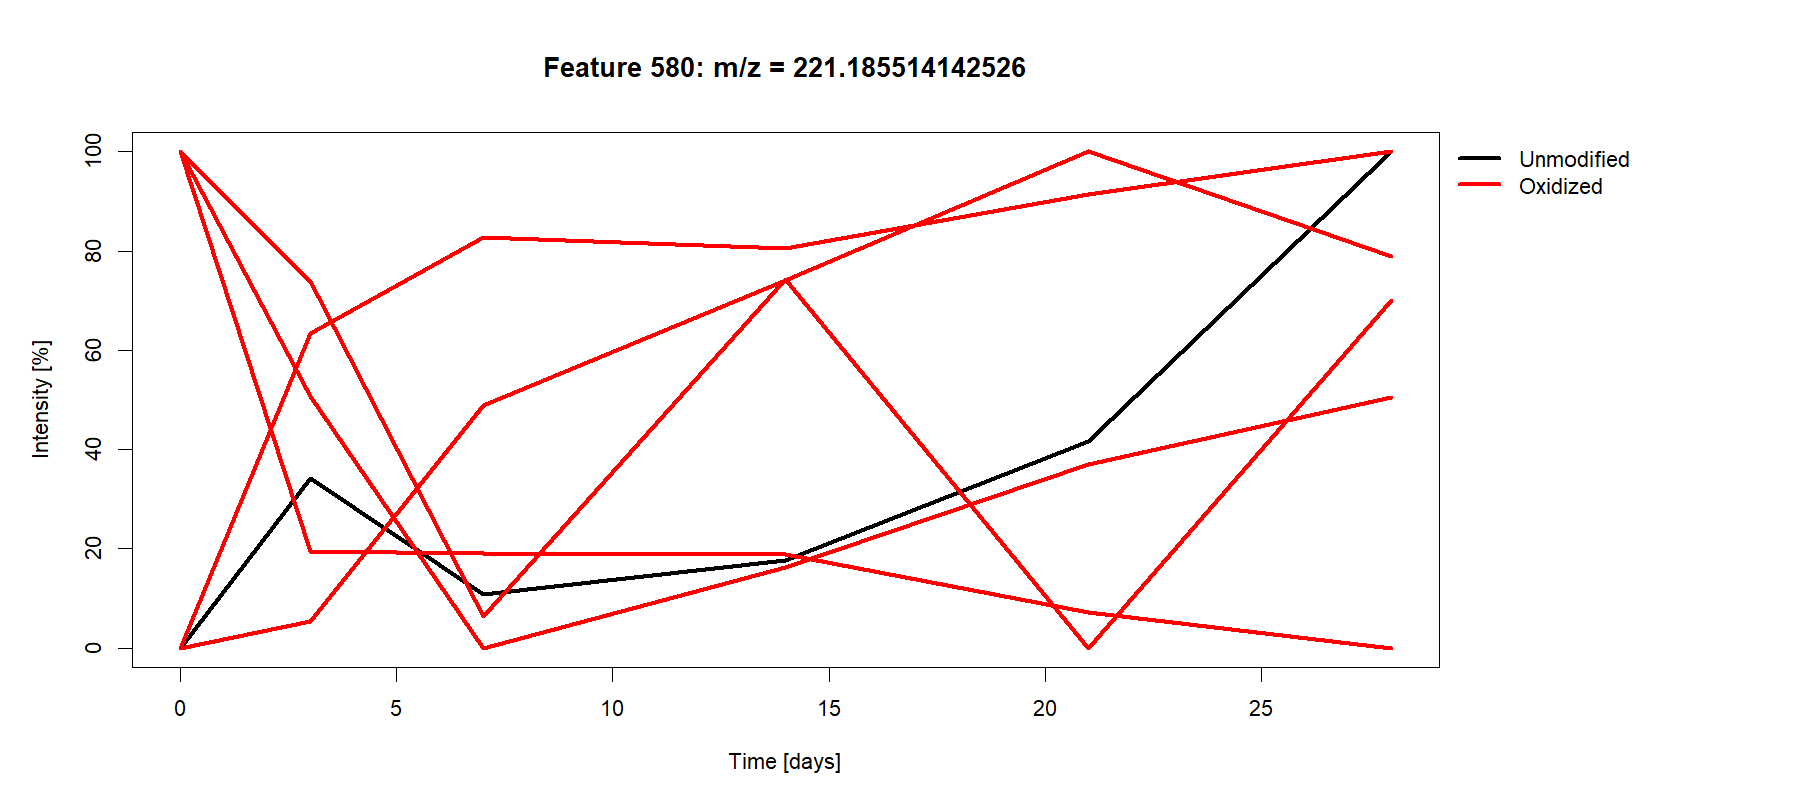 Feature 580: m/z = 221.185514142526
Unmodified
Oxidized
Intensity [%]
100
80
60
40
20
0
0 5 10 15 20 25
Time [days]